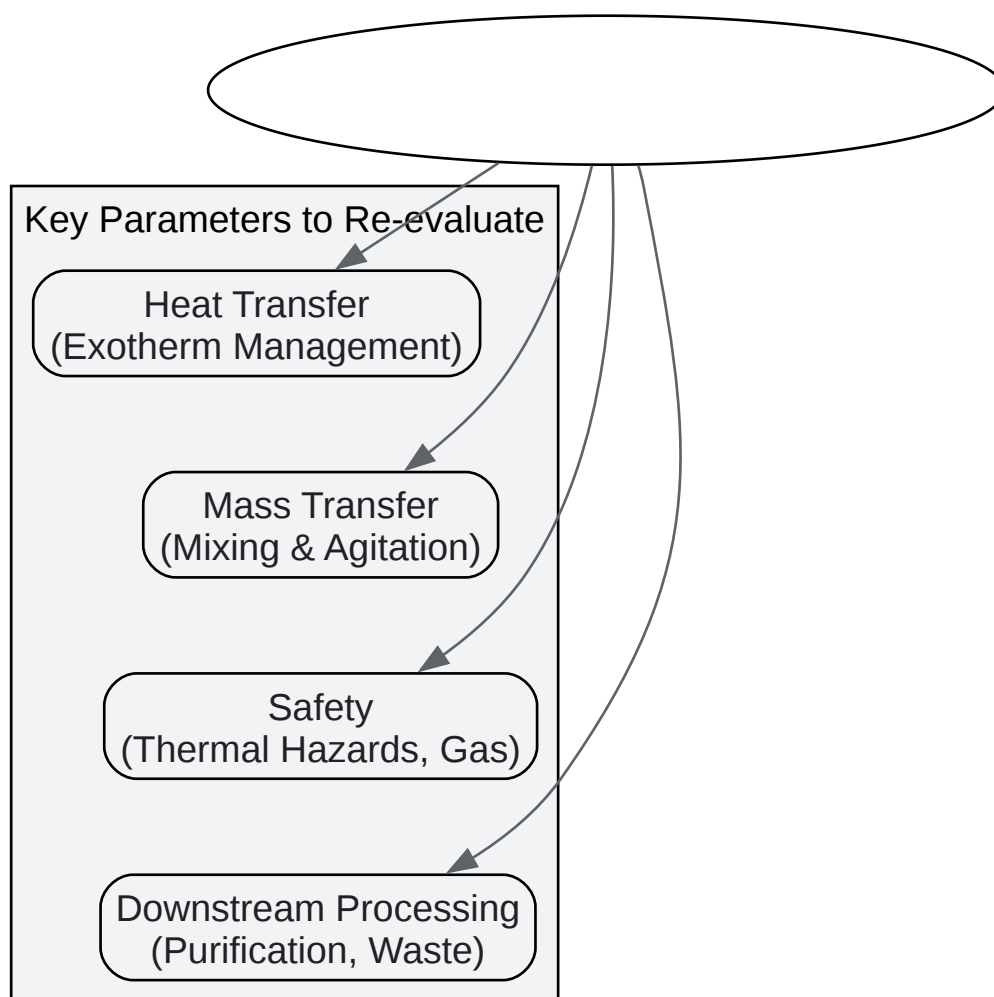 Key Parameters to Re-evaluate
Heat Transfer
(Exotherm Management)
Mass Transfer
(Mixing & Agitation)
Safety
(Thermal Hazards, Gas)
Downstream Processing
(Purification, Waste)